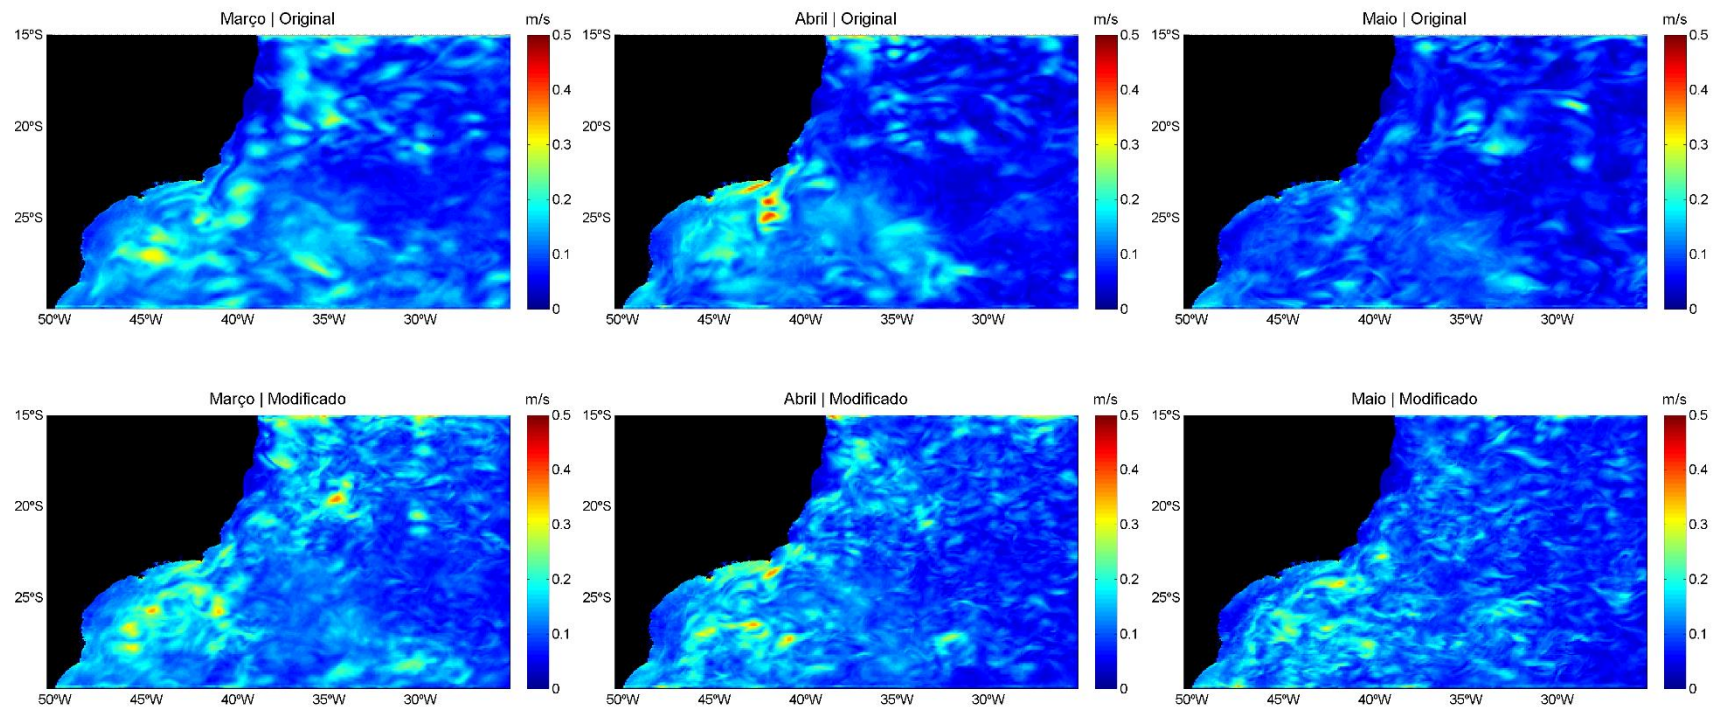 Março | Original
m/s
Abril | Original
m/s
Maio | Original
m/s
15ºS
20ºS
25ºS
50ºW 45ºW 40ºW 35ºW 30ºW
0.5
0.4
0.3
0.2
0.1
0
15ºS
20ºS
25ºS
50ºW 45ºW 40ºW 35ºW 30ºW
0.5
0.4
0.3
0.2
0.1
0
15ºS
20ºS
25ºS
50ºW 45ºW 40ºW 35ºW 30ºW
0.5
0.4
0.3
0.2
0.1
0
Março | Modificado
m/s
Abril | Modificado
m/s
Maio | Modificado
m/s
15ºS
20ºS
25ºS
50ºW 45ºW 40ºW 35ºW 30ºW
0.5
0.4
0.3
0.2
0.1
0
15ºS
20ºS
25ºS
50ºW 45ºW 40ºW 35ºW 30ºW
0.5
0.4
0.3
0.2
0.1
0
15ºS
20ºS
25ºS
50ºW 45ºW 40ºW 35ºW 30ºW
0.5
0.4
0.3
0.2
0.1
0